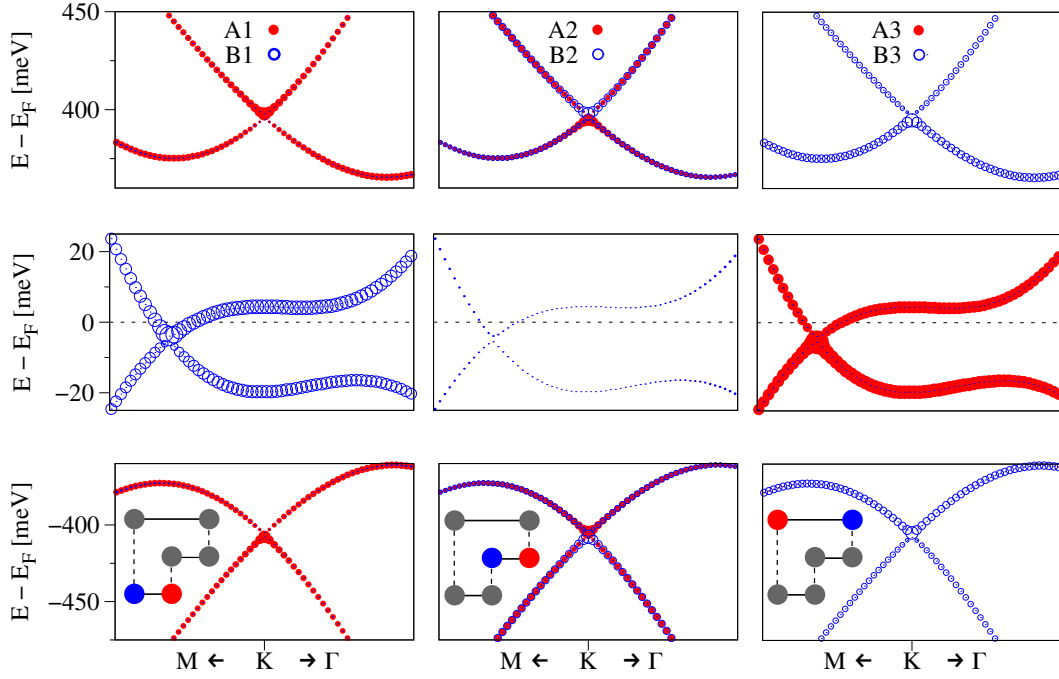 450
400
E − E_F [meV]
A1
B1
A2
B2
A3
B3
20
0
−20
E − E_F [meV]
−400
−450
E − E_F [meV]
M ← K → Γ
M ← K → Γ
M ← K → Γ